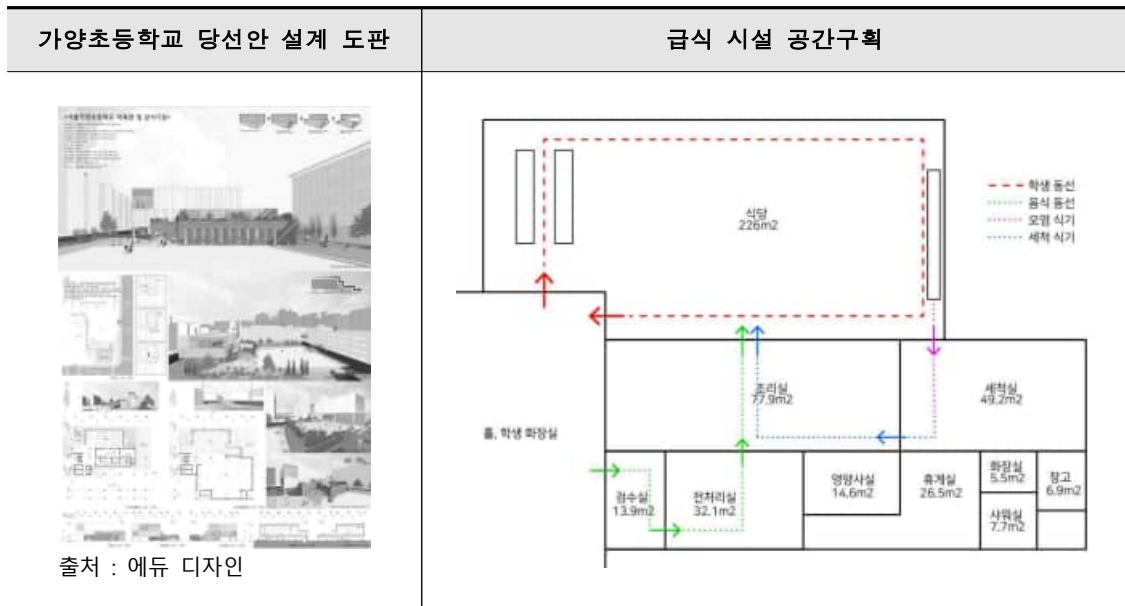 가양초등학교 당선안 설계 도판
급식 시설 공간구획
학생 동선
음식 동선
오염 식기
세척 식기
식당
226m2
조리실
77.9m2
세척실
49.2m2
홀, 학생 화장실
검수실
13.9m2
전처리실
32.1m2
영양사실
14.6m2
휴게실
26.5m2
화장실
5.5m2
창고
6.9m2
샤워실
7.7m2
출처 : 에듀 디자인